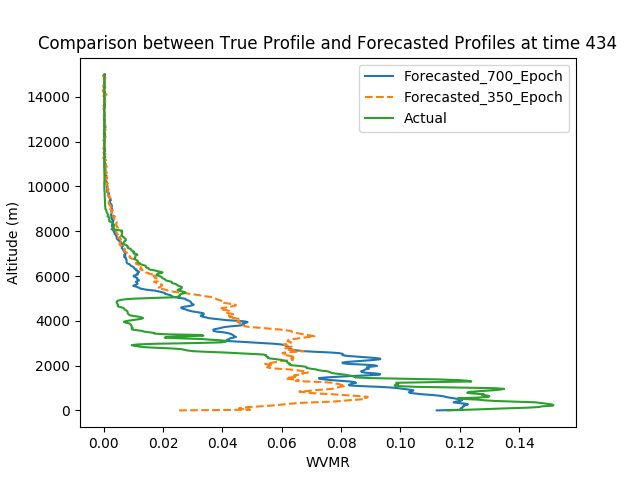 Comparison between True Profile and Forecasted Profiles at time 434
Forecasted_700_Epoch
Forecasted_350_Epoch
Actual
Altitude (m)
14000
12000
10000
8000
6000
4000
2000
0
0.00 0.02 0.04 0.06 0.08 0.10 0.12 0.14
WVMR